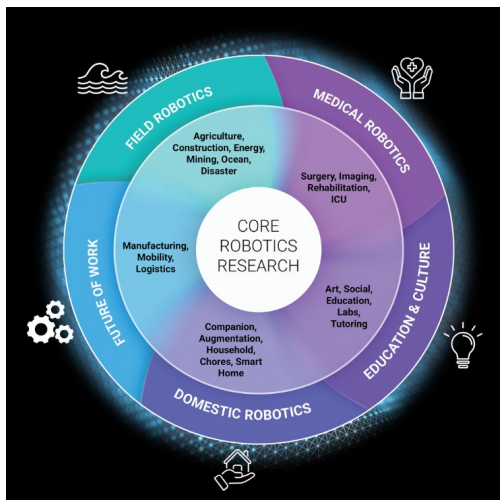 FIELD ROBOTICS
Agriculture,
Construction, Energy,
Mining, Ocean,
Disaster
MEDICAL ROBOTICS
Surgery, Imaging,
Rehabilitation,
ICU
CORE
ROBOTICS
RESEARCH
FUTURE OF WORK
Manufacturing,
Mobility,
Logistics
EDUCATION & CULTURE
Art, Social,
Education,
Labs,
Tutoring
DOMESTIC ROBOTICS
Companion,
Augmentation,
Household,
Chores, Smart
Home